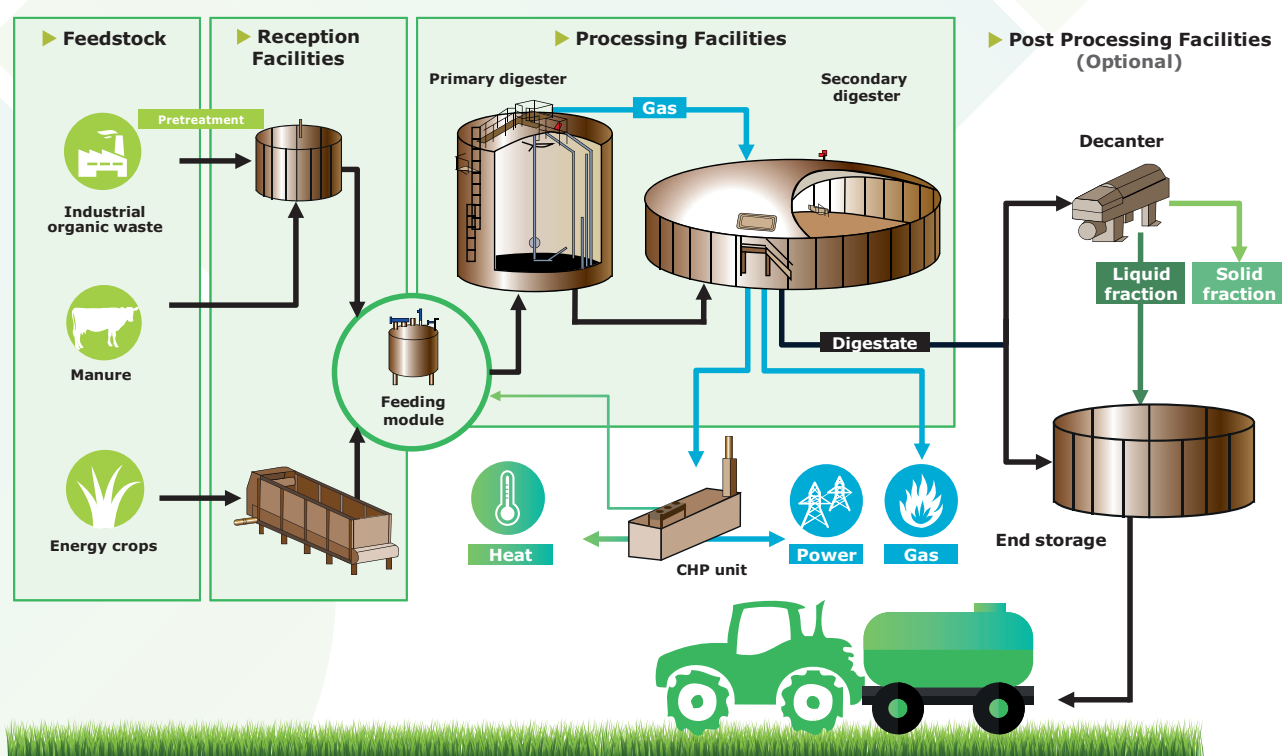 Feedstock
Reception
Facilities
Processing Facilities
Post Processing Facilities
(Optional)
Primary digester
Secondary
digester
Gas
Pretreatment
Industrial
organic waste
Decanter
Liquid
fraction
Solid
fraction
Manure
Digestate
Feeding
module
Energy crops
Heat
CHP unit
Power
Gas
End storage